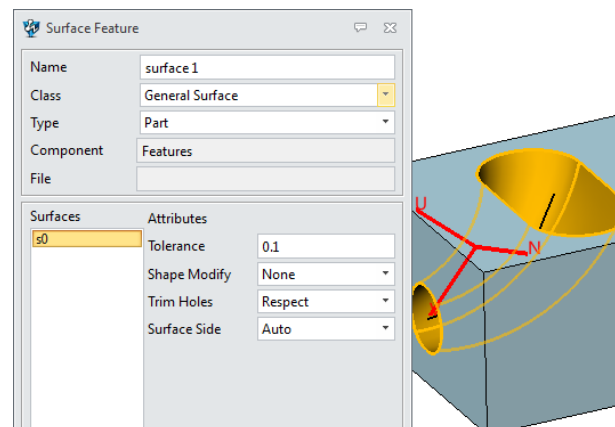 Surface Feature
Name surface 1
Class General Surface
Type Part
Component Features
File
Surfaces Attributes
s0
Tolerance 0.1
Shape Modify None
Trim Holes Respect
Surface Side Auto
U
N